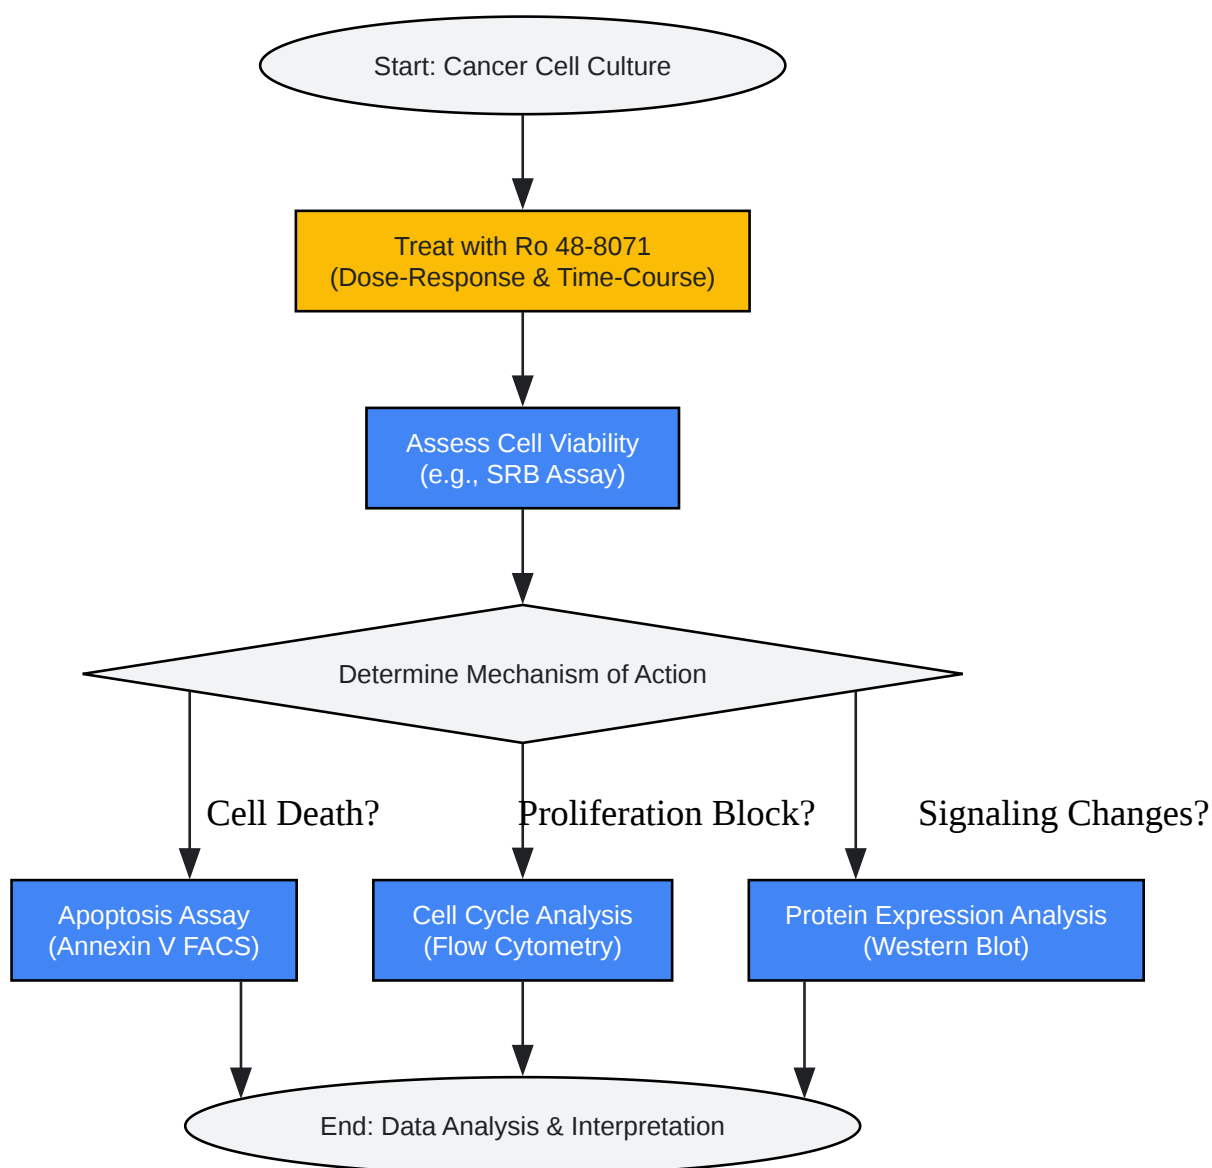 Start: Cancer Cell Culture
Treat with Ro 48-8071
(Dose-Response & Time-Course)
Assess Cell Viability
(e.g., SRB Assay)
Determine Mechanism of Action
Cell Death?
Proliferation Block?
Signaling Changes?
Apoptosis Assay
(Annexin V FACS)
Cell Cycle Analysis
(Flow Cytometry)
Protein Expression Analysis
(Western Blot)
End: Data Analysis & Interpretation